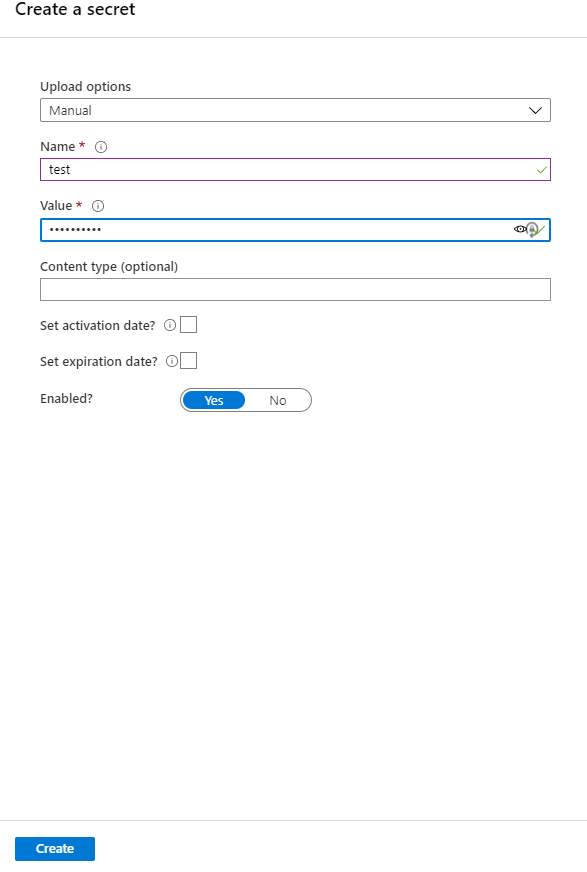 Create a secret
Upload options
Manual
Name *
test
Value *
••••••••••
Content type (optional)
Set activation date?
Set expiration date?
Enabled? Yes No
Create